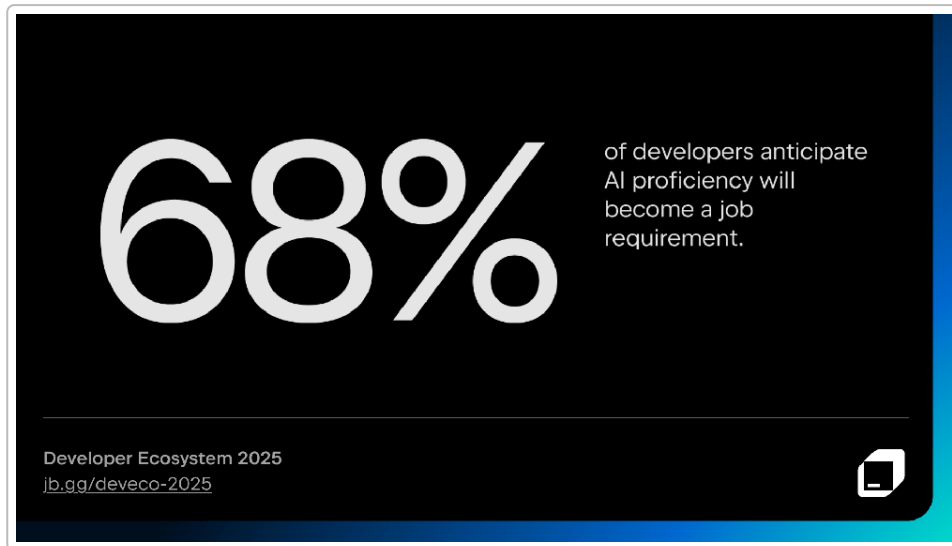 68%
of developers anticipate
AI proficiency will
become a job
requirement.
Developer Ecosystem 2025
jb.gg/deveco-2025